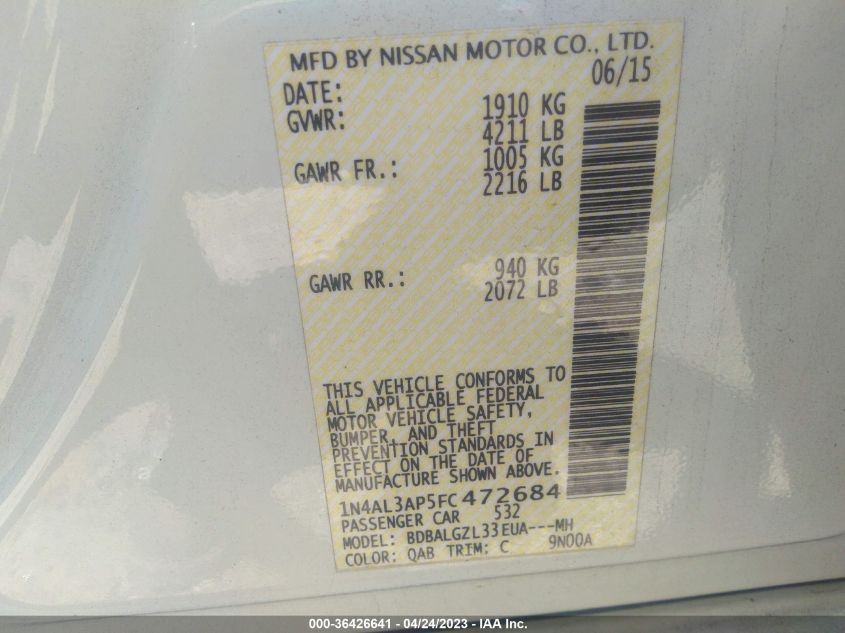 MFD BY NISSAN MOTOR CO., LTD.
DATE: 06/15
GVWR: 1910 KG
4211 LB
GAWR FR.: 1005 KG
2216 LB
GAWR RR.: 940 KG
2072 LB
THIS VEHICLE CONFORMS TO
ALL APPLICABLE FEDERAL
MOTOR VEHICLE SAFETY,
BUMPER, AND THEFT
PREVENTION STANDARDS IN
EFFECT ON THE DATE OF
MANUFACTURE SHOWN ABOVE.
1N4AL3AP5FC472684
PASSENGER CAR 532
MODEL: BDBALGZL33EUA---MH
COLOR: QAB TRIM: C 9N00A
000-36426641 - 04/24/2023 - IAA Inc.